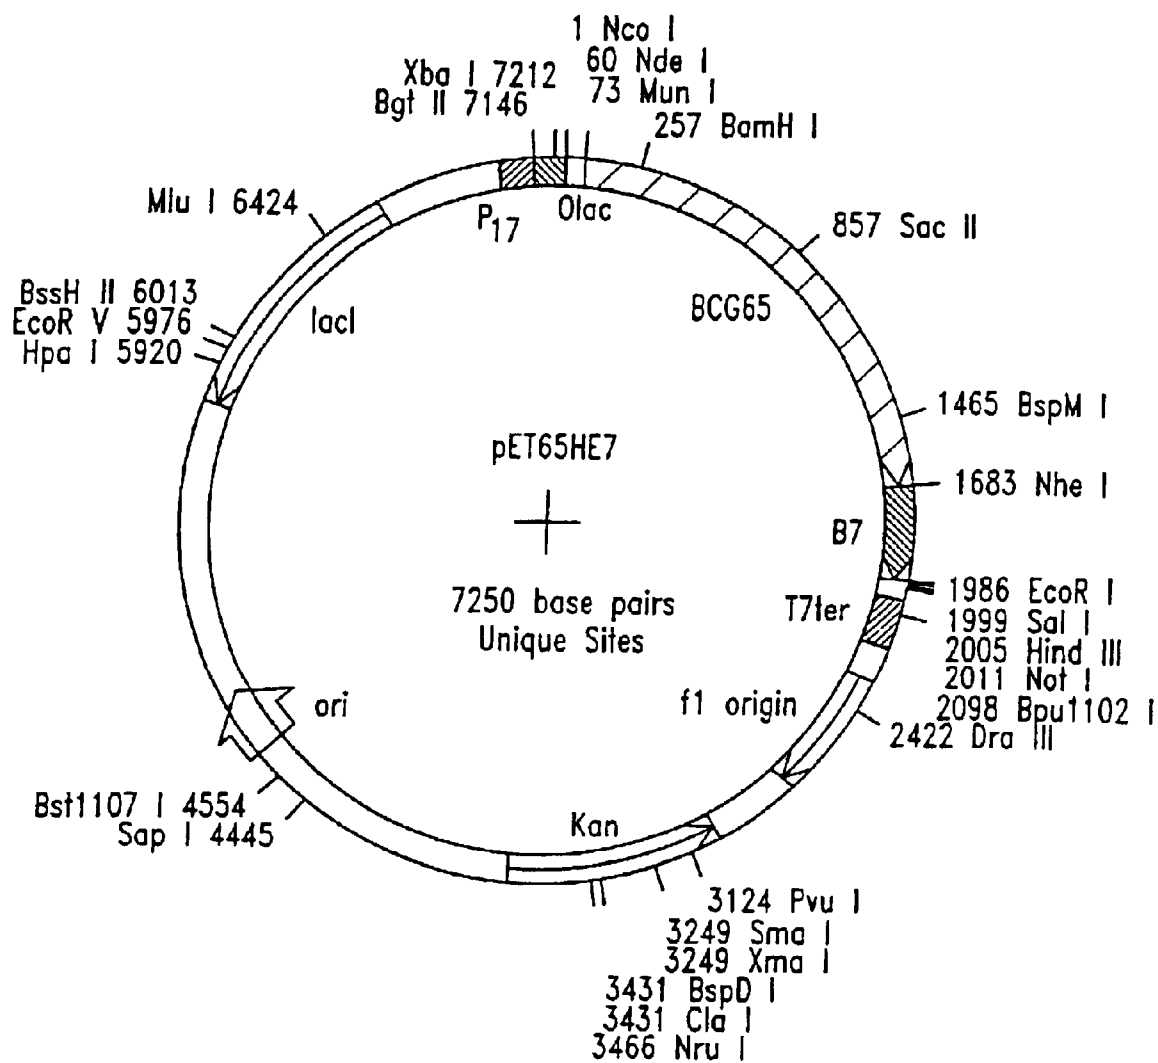 1 Nco I
60 Nde I
73 Mun I
257 BamH I
Xba I 7212
Bgt II 7146
Mlu I 6424
P17
Olac
857 Sac II
BCG65
lacI
BssH II 6013
EcoR V 5976
Hpa I 5920
1465 BspM I
pET65HE7
1683 Nhe I
B7
7250 base pairs
Unique Sites
T7ter
1986 EcoR I
1999 Sal I
2005 Hind III
2011 Not I
2098 Bpu1102 I
2422 Dra III
f1 origin
ori
Bst1107 I 4554
Sap I 4445
Kan
3124 Pvu I
3249 Sma I
3249 Xma I
3431 BspD I
3431 Cla I
3466 Nru I